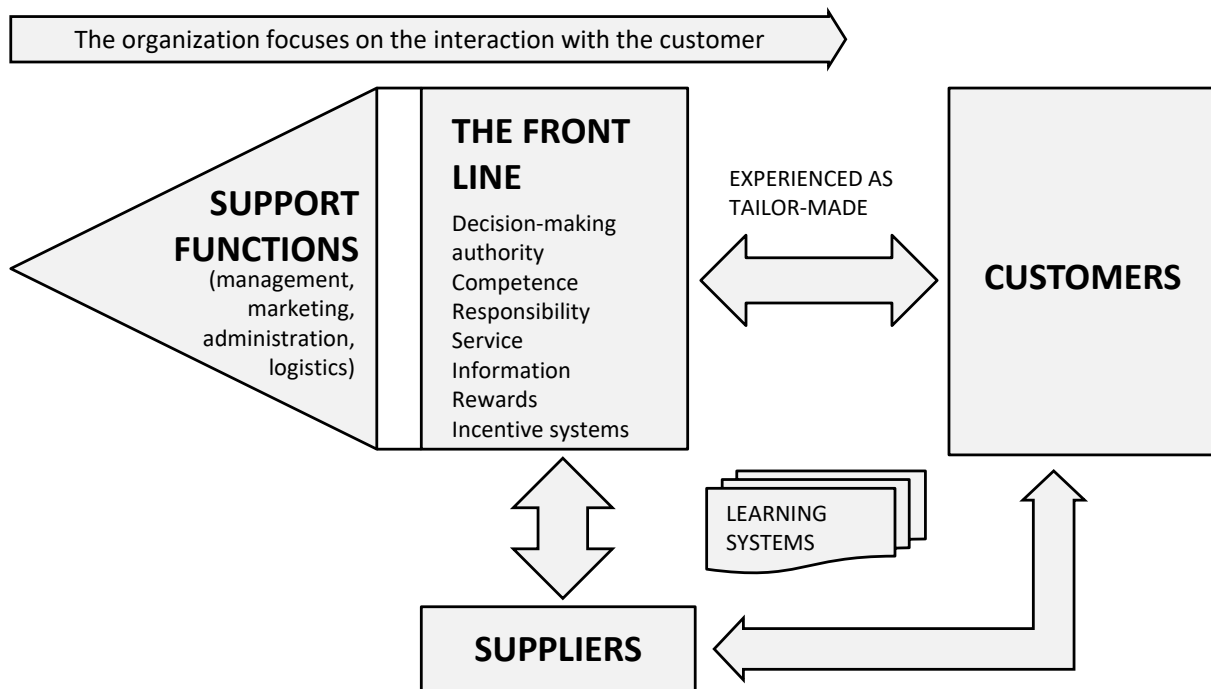 The organization focuses on the interaction with the customer
SUPPORT
FUNCTIONS
(management,
marketing,
administration,
logistics)
THE FRONT
LINE
Decision-making
authority
Competence
Responsibility
Service
Information
Rewards
Incentive systems
EXPERIENCED AS
TAILOR-MADE
CUSTOMERS
LEARNING
SYSTEMS
SUPPLIERS